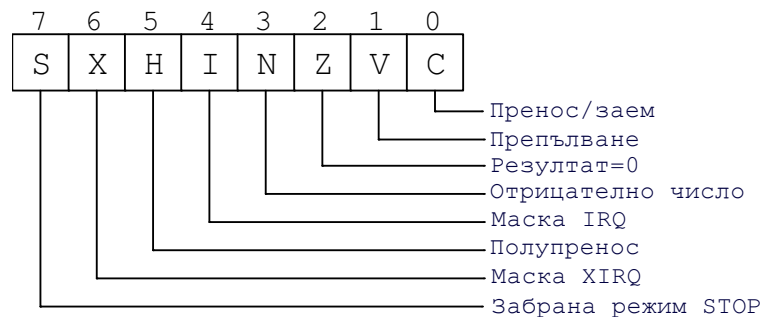 7 6 5 4 3 2 1 0
S X H I N Z V C
Пренос/заем
Препълване
Резултат=0
Отрицателно число
Маска IRQ
Полупренос
Маска XIRQ
Забрана режим STOP